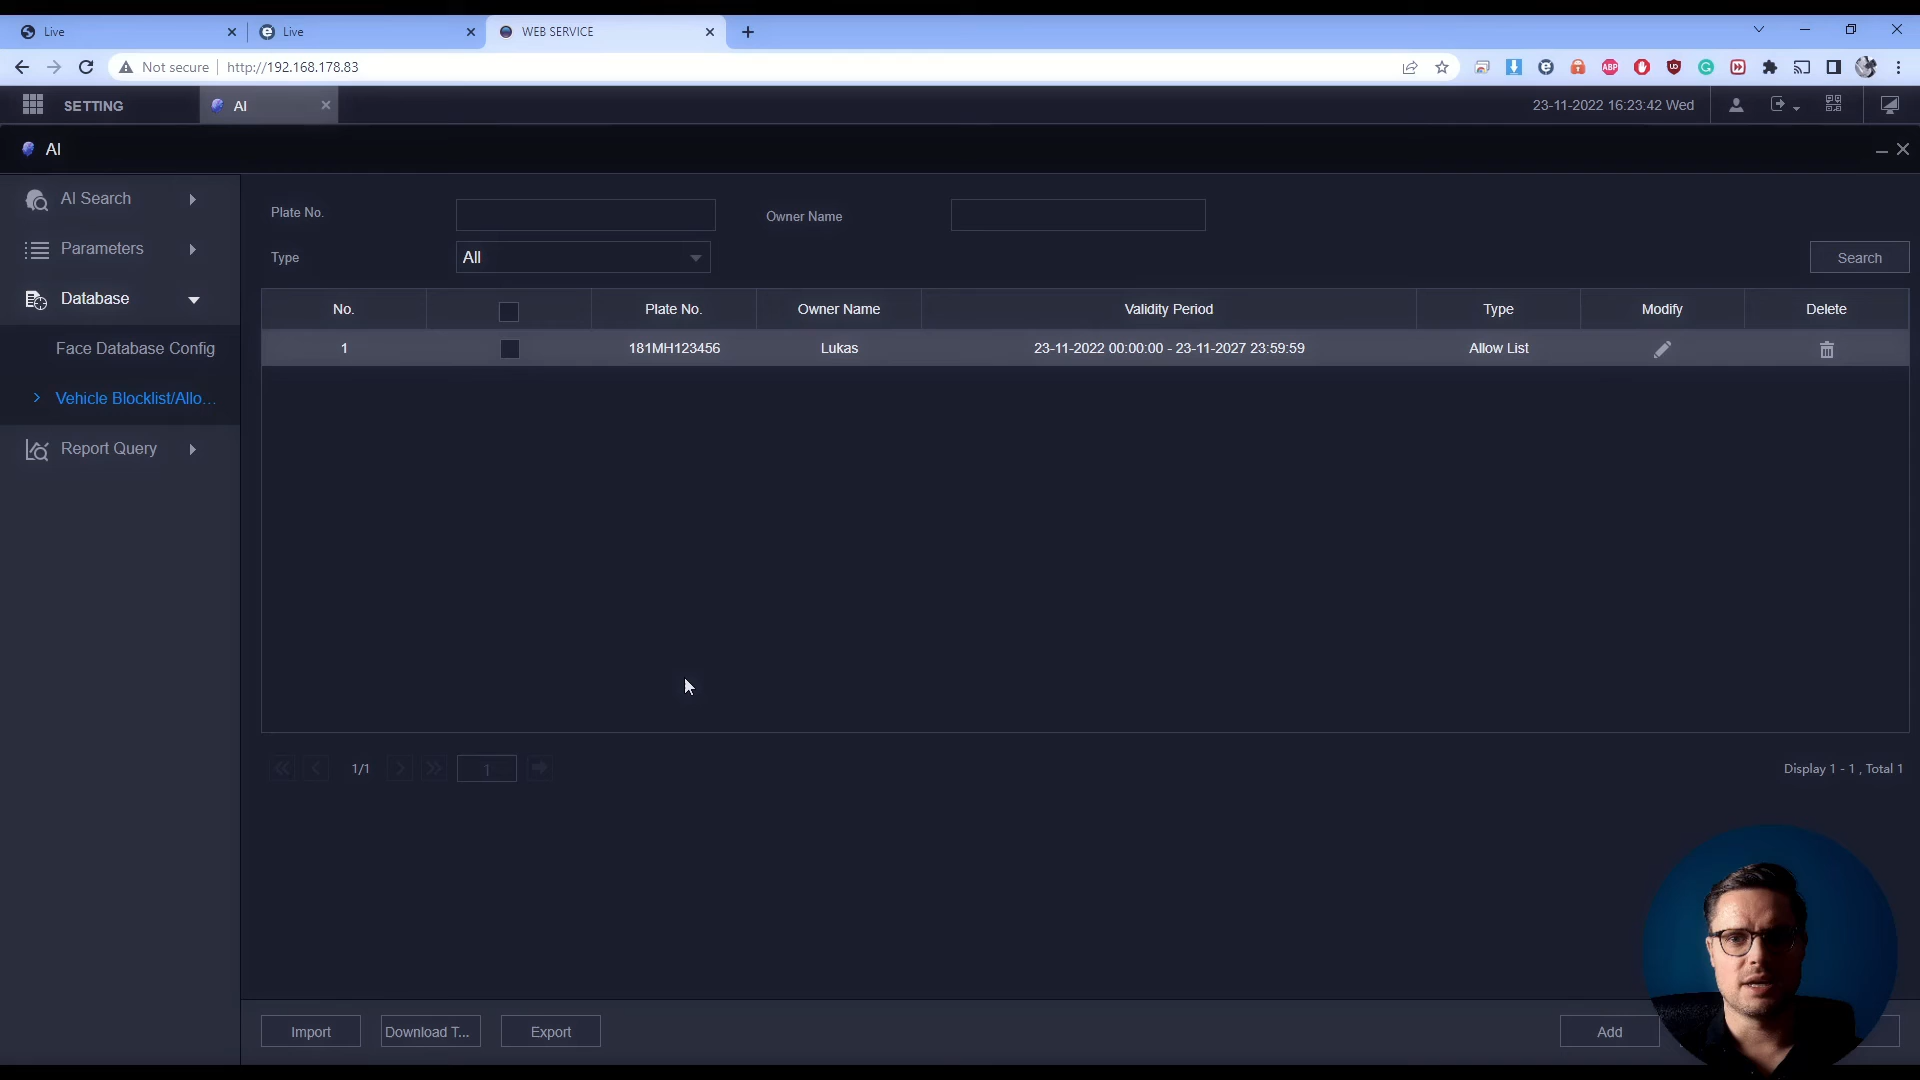 Live
Live
WEB SERVICE
Not secure
http://192.168.178.83
ABP
UD
SETTING
AI
23-11-2022 16:23:42 Wed
AI
AI Search
Parameters
Database
Face Database Config
Vehicle Blocklist/Allo...
Report Query
Plate No.
Owner Name
Type
All
Search
No. Plate No. Owner Name Validity Period Type Modify Delete
1 181MH123456 Lukas 23-11-2022 00:00:00 - 23-11-2027 23:59:59 Allow List
1/1
1
Display 1 - 1 , Total 1
Import
Download T...
Export
Add